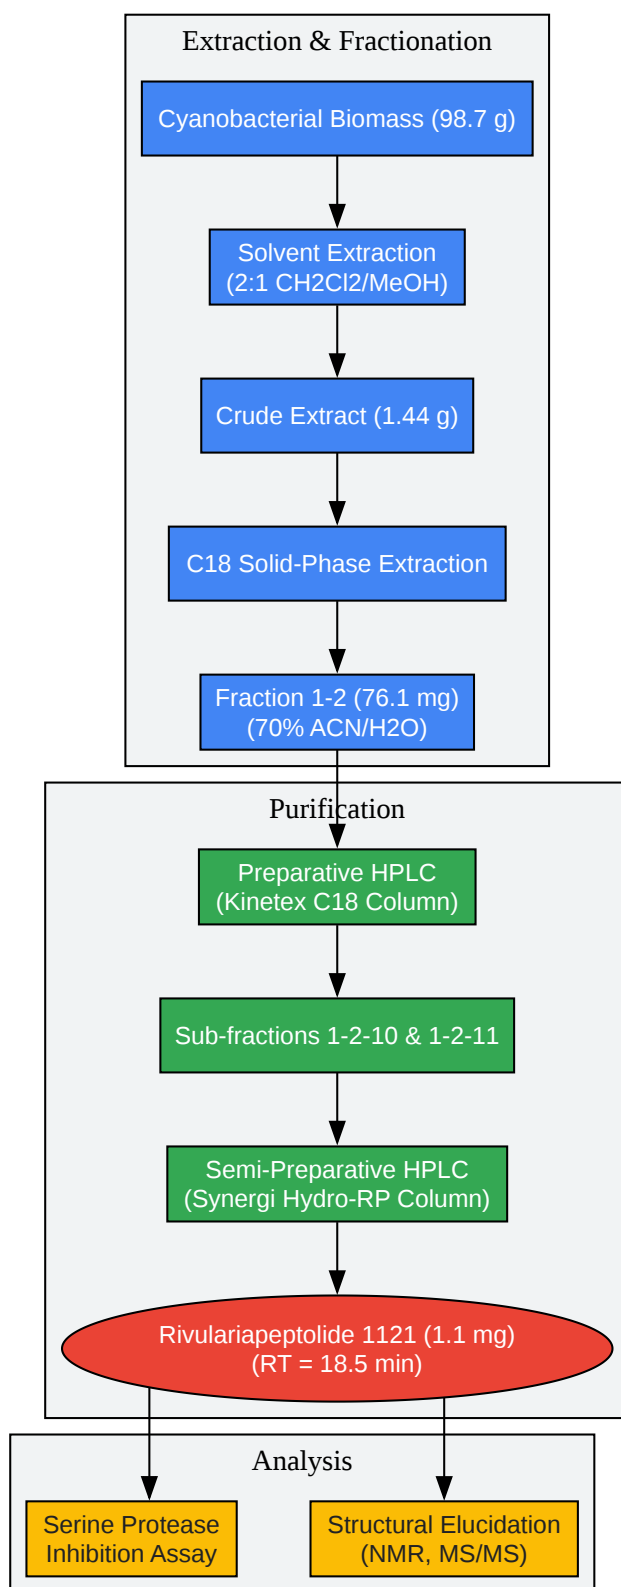 Extraction & Fractionation
Cyanobacterial Biomass (98.7 g)
Solvent Extraction
(2:1 CH2Cl2/MeOH)
Crude Extract (1.44 g)
C18 Solid-Phase Extraction
Fraction 1-2 (76.1 mg)
(70% ACN/H2O)
Purification
Preparative HPLC
(Kinetex C18 Column)
Sub-fractions 1-2-10 & 1-2-11
Semi-Preparative HPLC
(Synergi Hydro-RP Column)
Rivulariapeptolide 1121 (1.1 mg)
(RT = 18.5 min)
Analysis
Serine Protease
Inhibition Assay
Structural Elucidation
(NMR, MS/MS)